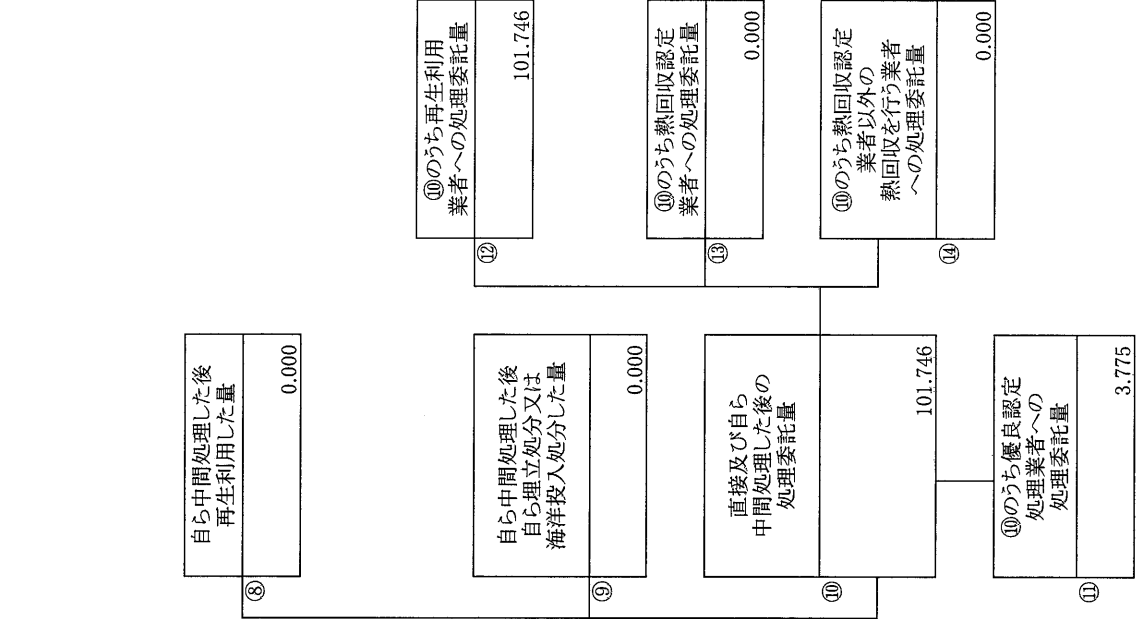 ⑧
自ら中間処理した後
再生利用した量
0.000
⑨
自ら中間処理した後
自ら埋立処分又は
海洋投入処分した量
0.000
⑩
直接及び自ら
中間処理した後の
処理委託量
101.746
⑪
⑩のうち優良認定
処理業者への
処理委託量
3.775
⑫
⑩のうち再生利用
業者への処理委託量
101.746
⑬
⑩のうち熱回収認定
業者への処理委託量
0.000
⑭
⑩のうち熱回収認定
業者以外の
熱回収を行う業者
への処理委託量
0.000